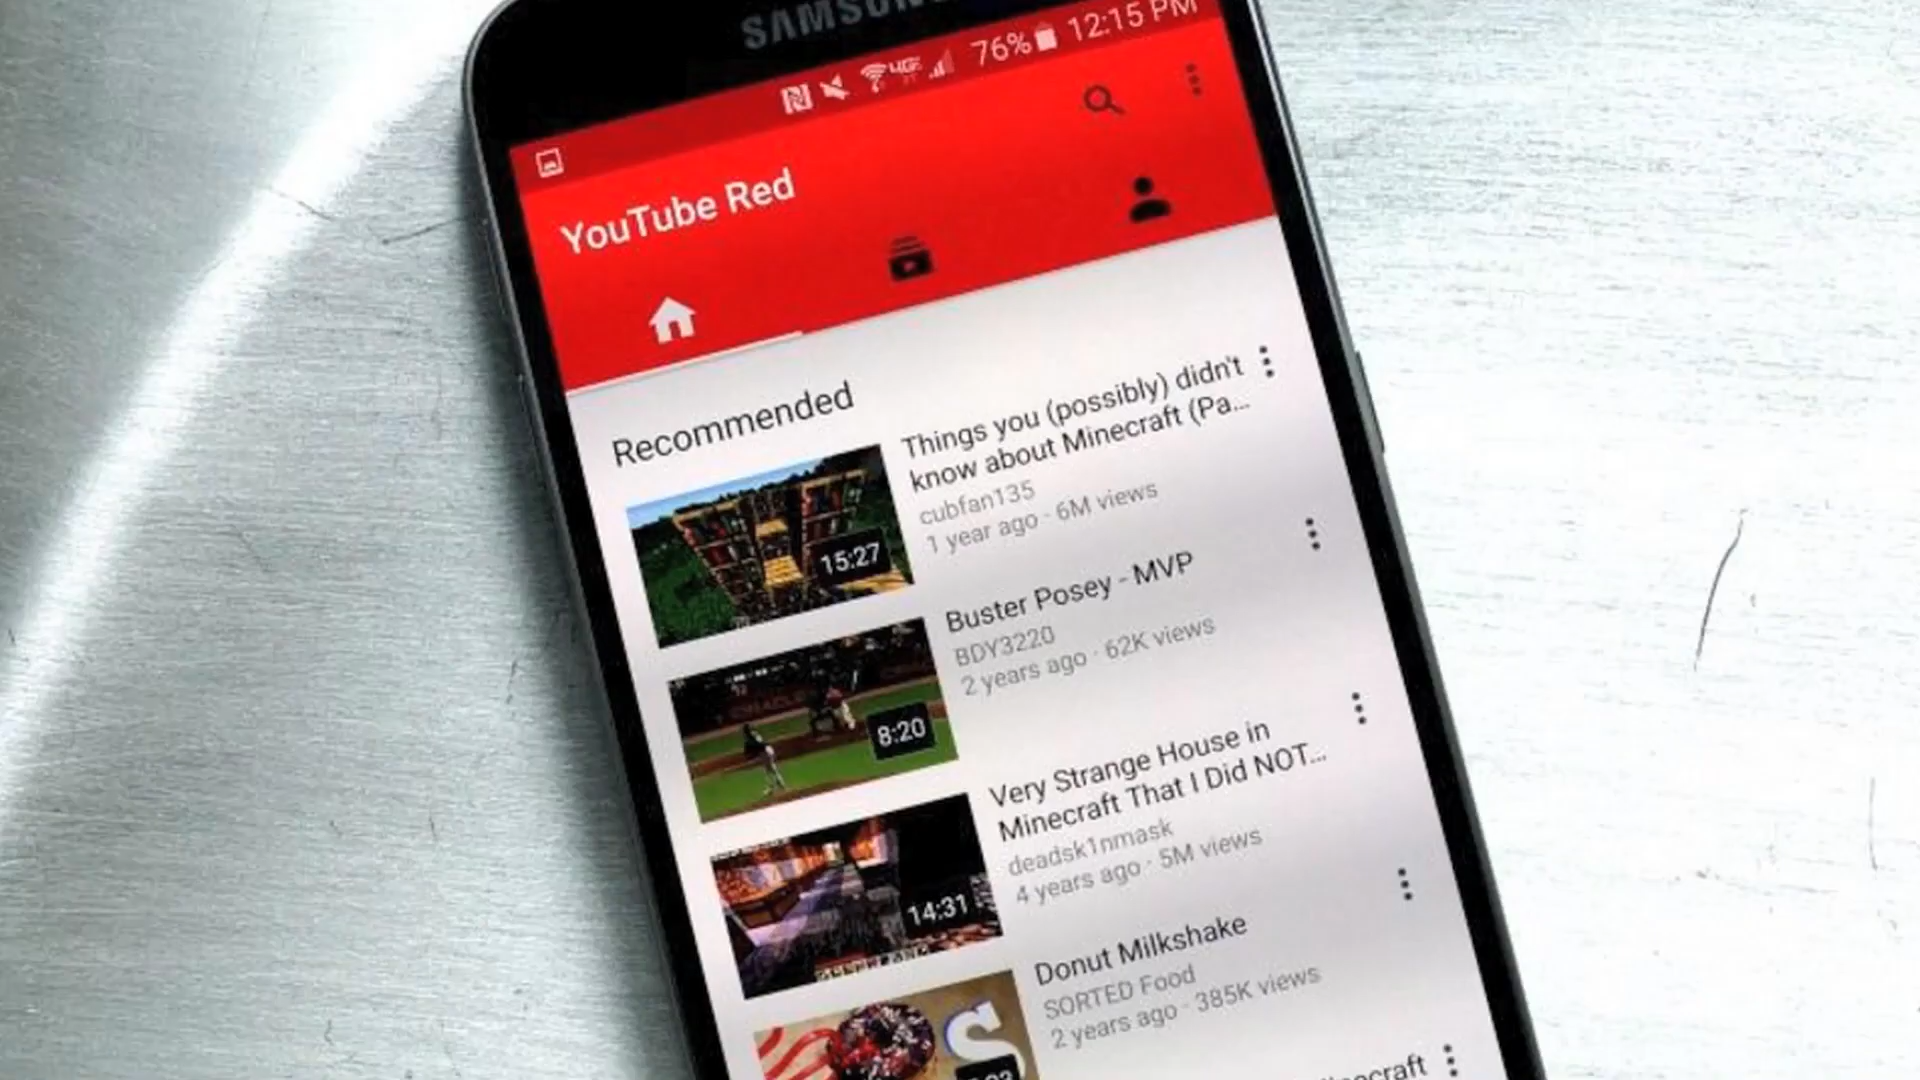 SAMSUNG
76% 12:15 PM
4G
YouTube Red
Recommended
Things you (possibly) didn't
know about Minecraft (Pa...
cubfan135
1 year ago · 6M views
15:27
Buster Posey - MVP
BDY3220
2 years ago · 62K views
8:20
Very Strange House in
Minecraft That I Did NOT...
deadsk1nmask
4 years ago · 5M views
14:31
Donut Milkshake
SORTED Food
2 years ago · 385K views
S